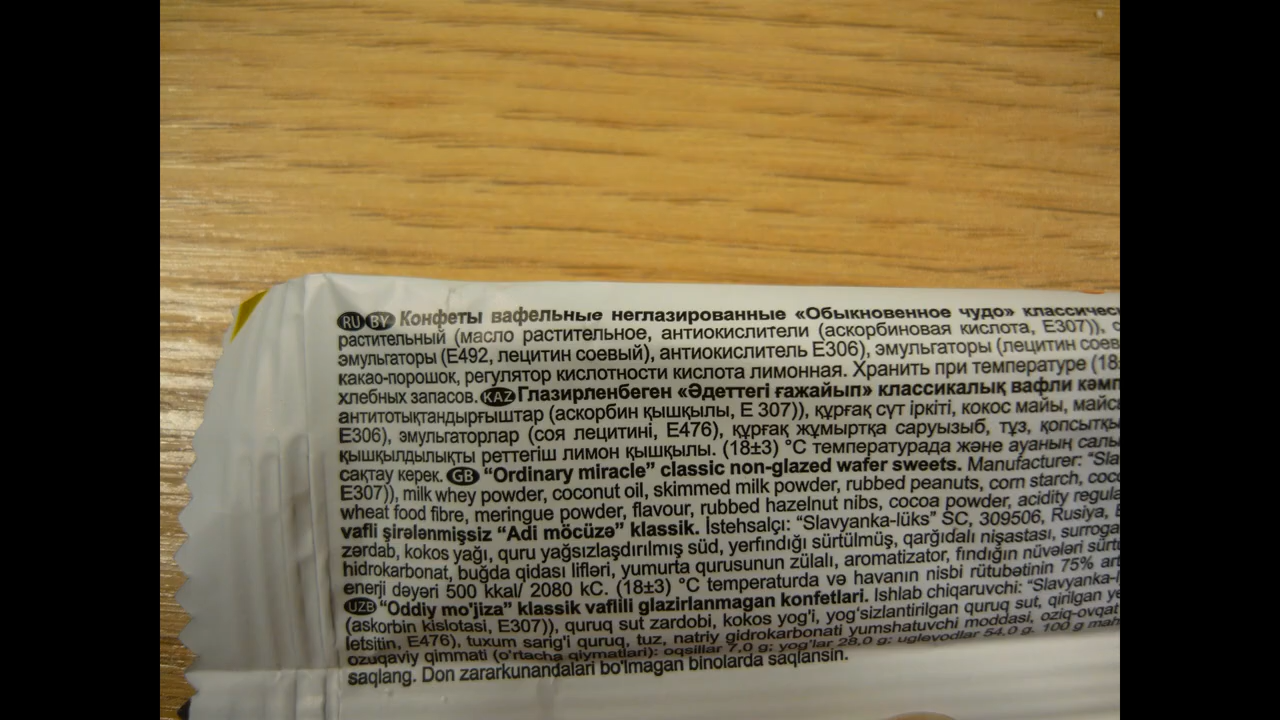 RU BY Конфеты вафельные неглазированные «Обыкновенное чудо»
растительный (масло растительное, антиокислители (аскорбиновая кислота, Е307)),
эмульгаторы (Е492, лецитин соевый), антиокислитель Е306), эмульгаторы (лецитин
какао-порошок, регулятор кислотности кислота лимонная. Хранить при температуре (18
хлебных запасов. KAZ Глазирленбеген «Әдеттегі ғажайып» классикалық вафли
антитотықтандырғыштар (аскорбин қышқылы, Е 307)), құрғақ сүт іркіті, кокос майы,
Е306), эмульгаторлар (соя лецитині, Е476), құрғақ жұмыртқа саруызыб, тұз,
қышқылдылықты реттегіш лимон қышқылы. (18±3) °С температурада және ауаның
сақтау керек. GB “Ordinary miracle” classic non-glazed wafer sweets. Manufacturer:
E307)), milk whey powder, coconut oil, skimmed milk powder, rubbed peanuts, corn starch,
wheat food fibre, meringue powder, flavour, rubbed hazelnut nibs, cocoa powder, acidity
vafli şirələnmişsiz “Adi möcüzə” klassik. İstehsalçı: “Slavyanka-lüks” SC, 309506, Rusiya,
zərdab, kokos yağı, quru yağsızlaşdırılmış süd, yerfındığı sürtülmüş, qarğıdalı nişastası,
hidrokarbonat, buğda qidası lifləri, yumurta qurusunun zülalı, aromatizator, fındığın nüvələri
enerji dəyəri 500 kkal/ 2080 kC. (18±3) °C temperaturda və havanın nisbi rütubətinin 75%
UZB “Oddiy mo'jiza” klassik vaflili glazirlanmagan konfetlari. Ishlab chiqaruvchi:
(askorbin kislotasi, E307)), quruq sut zardobi, kokos yog'i, yog'sizlantirilgan quruq sut, qirilgan
letsitin, E476), tuxum sarig'i quruq, tuz, natriy gidrokarbonati yumshatuvchi moddasi, oziq-ovqat
ozuqaviy qimmati (o'rtacha qiymatlari): oqsillar 7,0 g; yog'lar 28,0 g; uglevodlar 54,0 g. 100 g
saqlang. Don zararkunandalari bo'lmagan binolarda saqlansin.